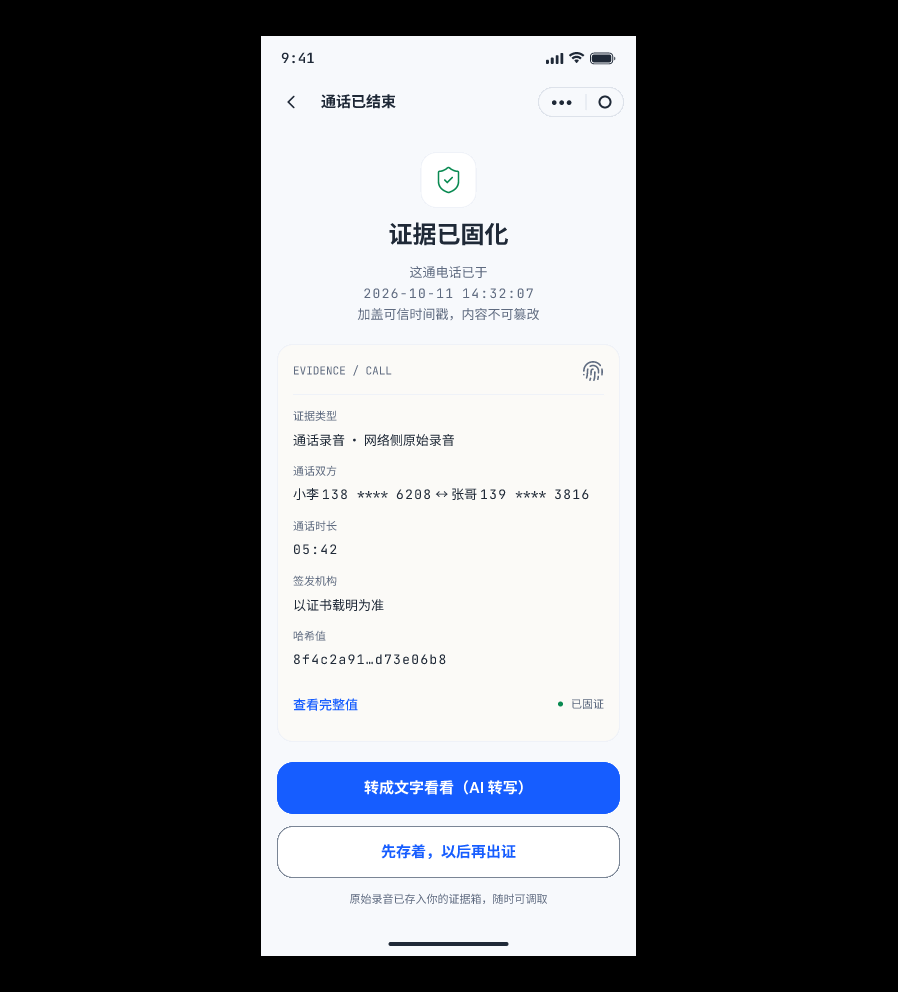 9:41
通话已结束
证据已固化
这通电话已于
2026-10-11 14:32:07
加盖可信时间戳，内容不可篡改
EVIDENCE / CALL
证据类型
通话录音 · 网络侧原始录音
通话双方
小李 138 **** 6208 ↔ 张哥 139 **** 3816
通话时长
05:42
签发机构
以证书载明为准
哈希值
8f4c2a91…d73e06b8
查看完整值
已固证
转成文字看看（AI 转写）
先存着，以后再出证
原始录音已存入你的证据箱，随时可调取